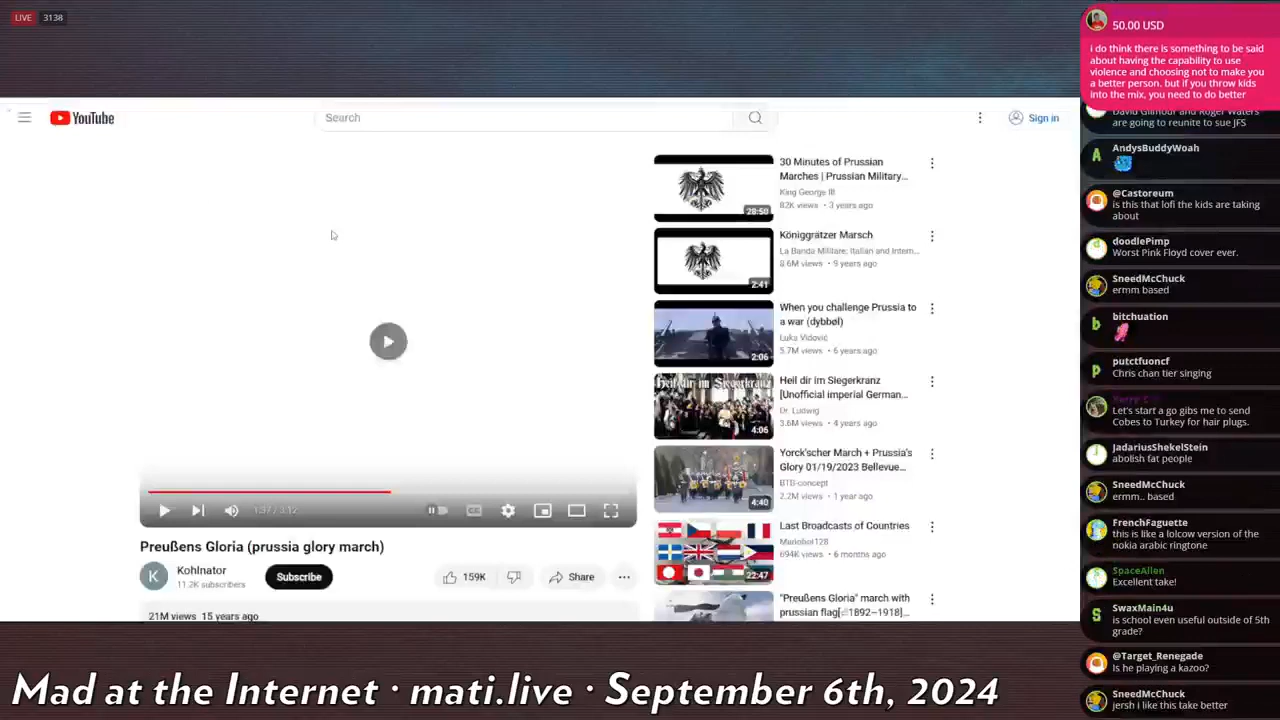 LIVE 3138
YouTube
Search
Sign in
30 Minutes of Prussian
Marches | Prussian Military...
King George III
82K views • 3 years ago
28:50
Königgrätzer Marsch
La Banda Militare: Italian and Intern...
8.6M views • 9 years ago
2:41
When you challenge Prussia to
a war (dybbøl)
Luka Vidovic
5.7M views • 6 years ago
2:06
Heil dir im Siegerkranz
Heil dir im Siegerkranz
[Unofficial imperial German...
Dr. Ludwig
3.6M views • 4 years ago
4:06
Yorck'scher March + Prussia's
Glory 01/19/2023 Bellevue...
BTS-concept
2.2M views • 1 year ago
4:40
Last Broadcasts of Countries
694K views • 6 months ago
22:47
"Preußens Gloria" march with
prussian flag
1:37 / 3:12
Preußens Gloria (prussia glory march)
K
Kohlnator
11.2K subscribers
Subscribe
159K
Share
21M views 15 years ago
50.00 USD
i do think there is something to be said
about having the capability to use
violence and choosing not to make you
a better person. but if you throw kids
into the mix, you need to do better
David Gilmour and Roger Waters
are going to reunite to sue JFS
A
AndysBuddyWoah
@Castoreum
is this that lofi the kids are taking
about
d
doodlePimp
Worst Pink Floyd cover ever.
SneedMcChuck
ermm based
b
bitchuation
p
putctfuoncf
Chris chan tier singing
Let's start a go gibs me to send
Cobes to Turkey for hair plugs.
JadariusShekelStein
abolish fat people
SneedMcChuck
ermm.. based
FrenchFaguette
this is like a lolcow version of the
nokia arabic ringtone
SpaceAllen
Excellent take!
S
SwaxMain4u
is school even useful outside of 5th
grade?
@Target_Renegade
Is he playing a kazoo?
SneedMcChuck
jersh i like this take better
Mad at the Internet · mati.live · September 6th, 2024